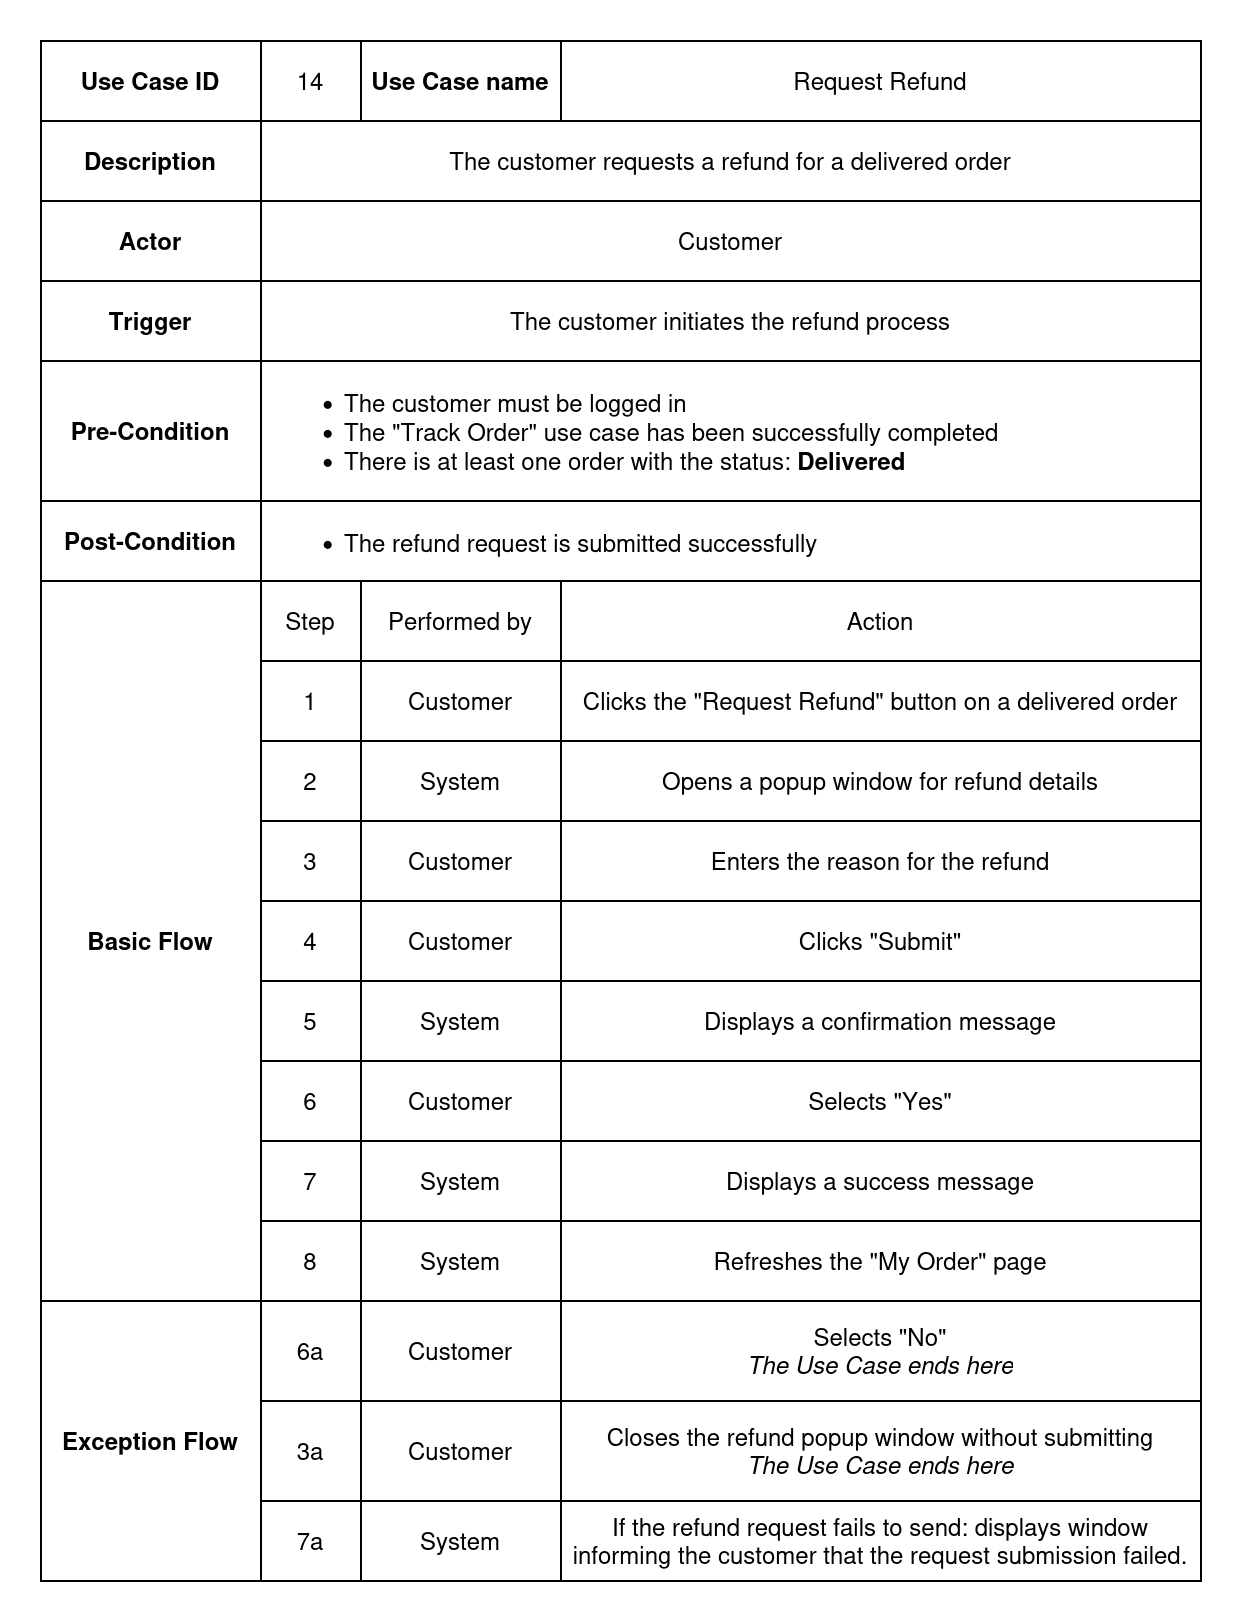 Use Case ID 14 Use Case name Request Refund
Description The customer requests a refund for a delivered order
Actor Customer
Trigger The customer initiates the refund process
Pre-Condition
• The customer must be logged in
• The "Track Order" use case has been successfully completed
• There is at least one order with the status: Delivered
Post-Condition
• The refund request is submitted successfully
Basic Flow
Step Performed by Action
1 Customer Clicks the "Request Refund" button on a delivered order
2 System Opens a popup window for refund details
3 Customer Enters the reason for the refund
4 Customer Clicks "Submit"
5 System Displays a confirmation message
6 Customer Selects "Yes"
7 System Displays a success message
8 System Refreshes the "My Order" page
Exception Flow
6a Customer Selects "No"
The Use Case ends here
3a Customer Closes the refund popup window without submitting
The Use Case ends here
7a System If the refund request fails to send: displays window
informing the customer that the request submission failed.